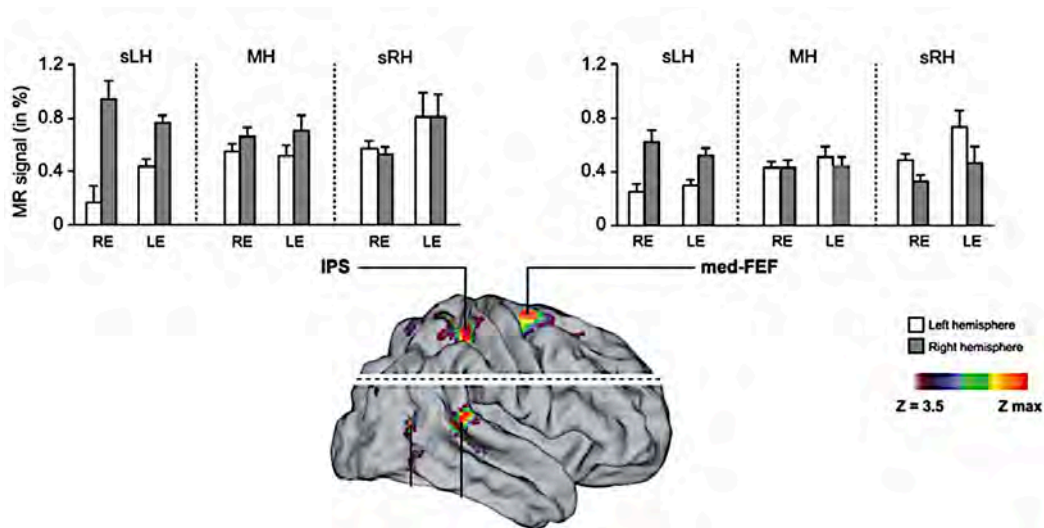 sLH MH sRH
1.2
0.8
0.4
0
MR signal (in %)
RE LE RE LE RE LE
sLH MH sRH
1.2
0.8
0.4
0
RE LE RE LE RE LE
IPS med-FEF
Left hemisphere
Right hemisphere
Z = 3.5 Z max